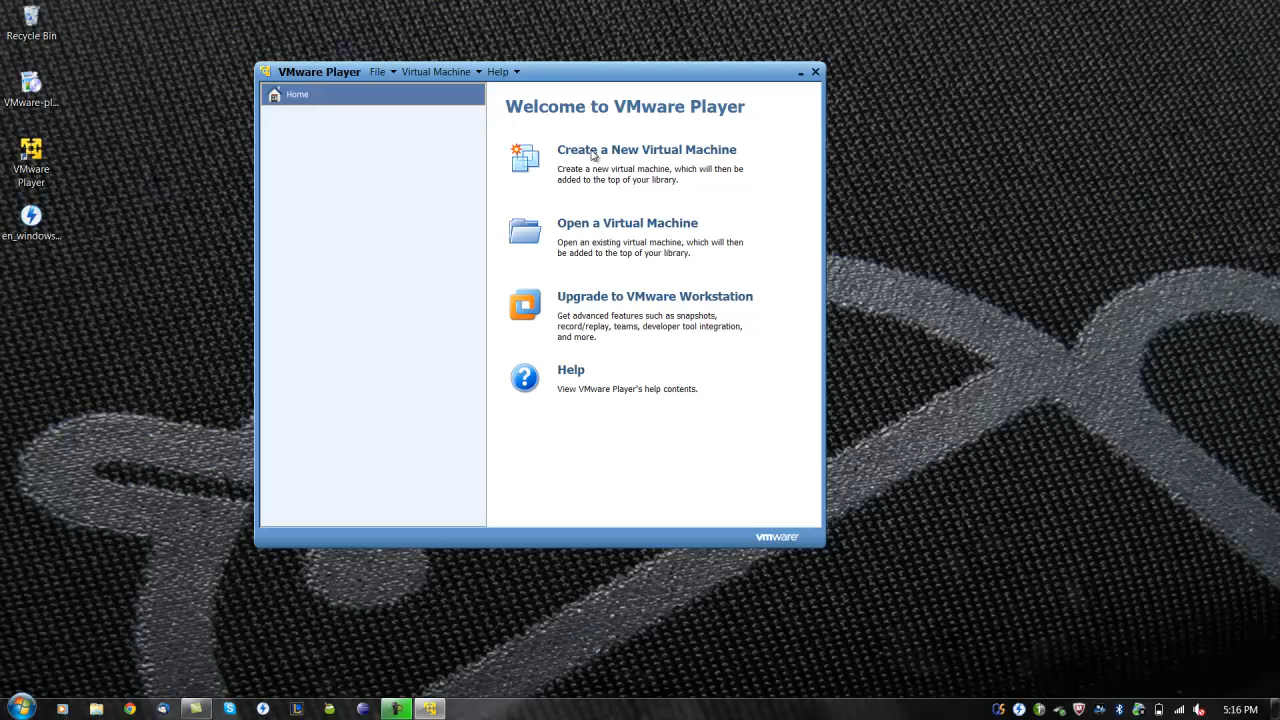 Recycle Bin
VMware-pl...
VMware
Player
en_windows...
VMware Player File Virtual Machine Help
Home
Welcome to VMware Player
Create a New Virtual Machine
Create a new virtual machine, which will then be
added to the top of your library.
Open a Virtual Machine
Open an existing virtual machine, which will then
be added to the top of your library.
Upgrade to VMware Workstation
Get advanced features such as snapshots,
record/replay, teams, developer tool integration,
and more.
Help
View VMware Player's help contents.
vmware
5:16 PM